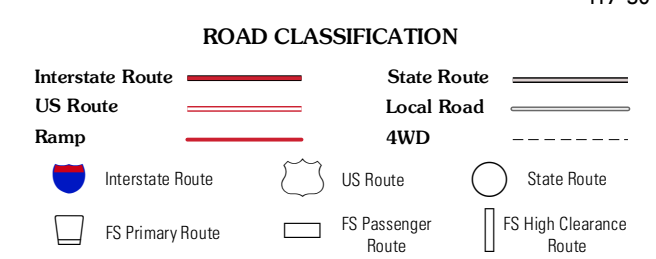 ROAD CLASSIFICATION
Interstate Route
State Route
US Route
Local Road
Ramp
4WD
Interstate Route
US Route
State Route
FS Primary Route
FS Passenger
Route
FS High Clearance
Route